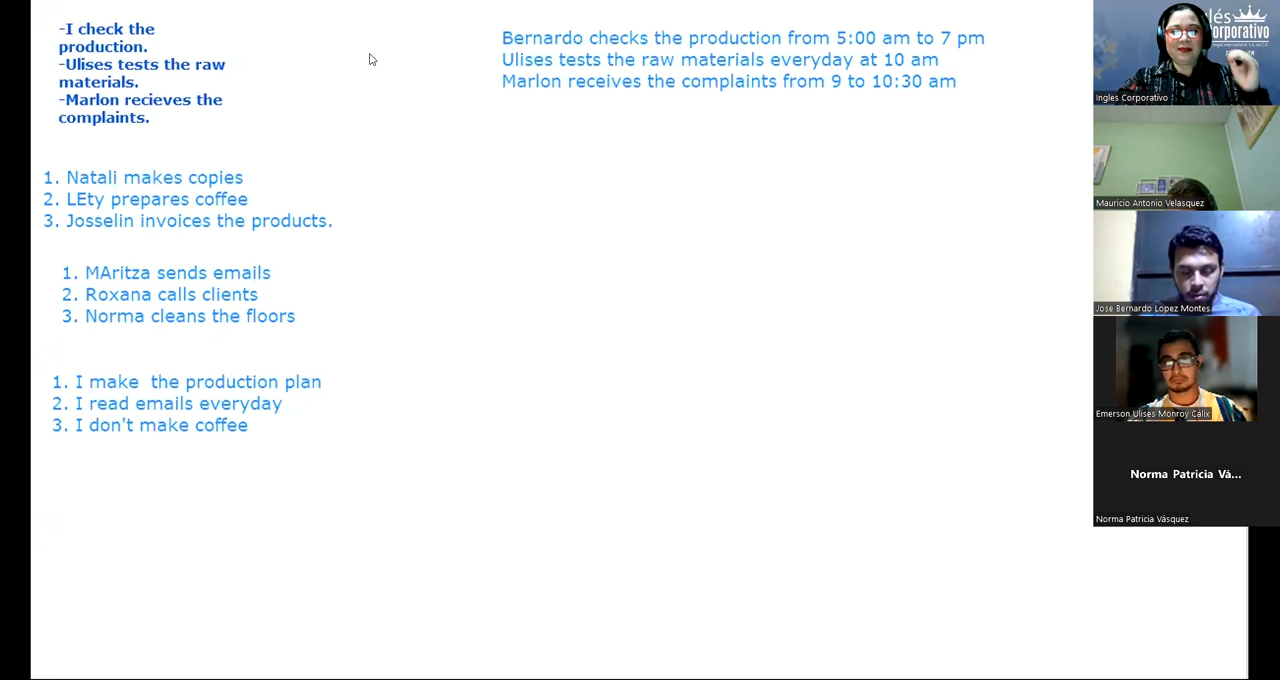 -I check the
production.
-Ulises tests the raw
materials.
-Marlon recieves the
complaints.
Bernardo checks the production from 5:00 am to 7 pm
Ulises tests the raw materials everyday at 10 am
Marlon receives the complaints from 9 to 10:30 am
1. Natali makes copies
2. LEty prepares coffee
3. Josselin invoices the products.
1. MAritza sends emails
2. Roxana calls clients
3. Norma cleans the floors
1. I make  the production plan
2. I read emails everyday
3. I don't make coffee
lés
orporativo
Ingles Corporativo
Mauricio Antonio Velasquez
Jose Bernardo Lopez Montes
Emerson Ulises Monroy Cálix
Norma Patricia Vá...
Norma Patricia Vásquez